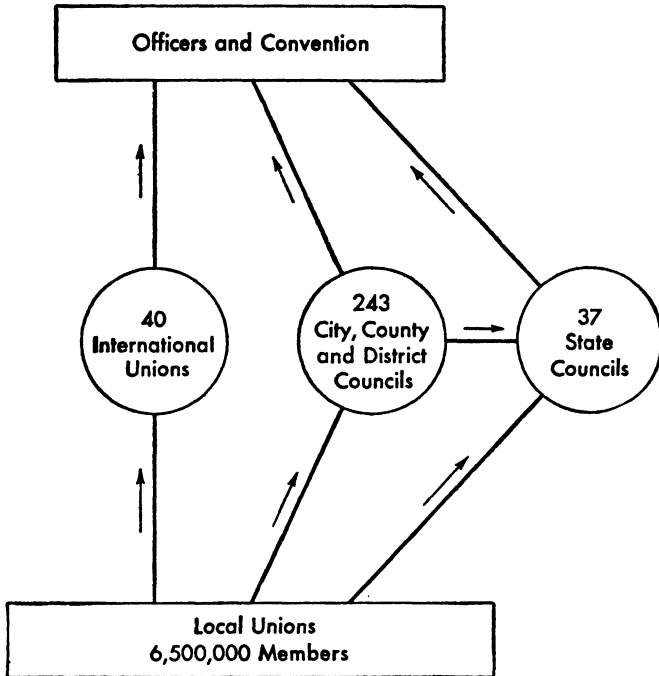 Officers and Convention
40
International
Unions
243
City, County
and District
Councils
37
State
Councils
Local Unions
6,500,000 Members